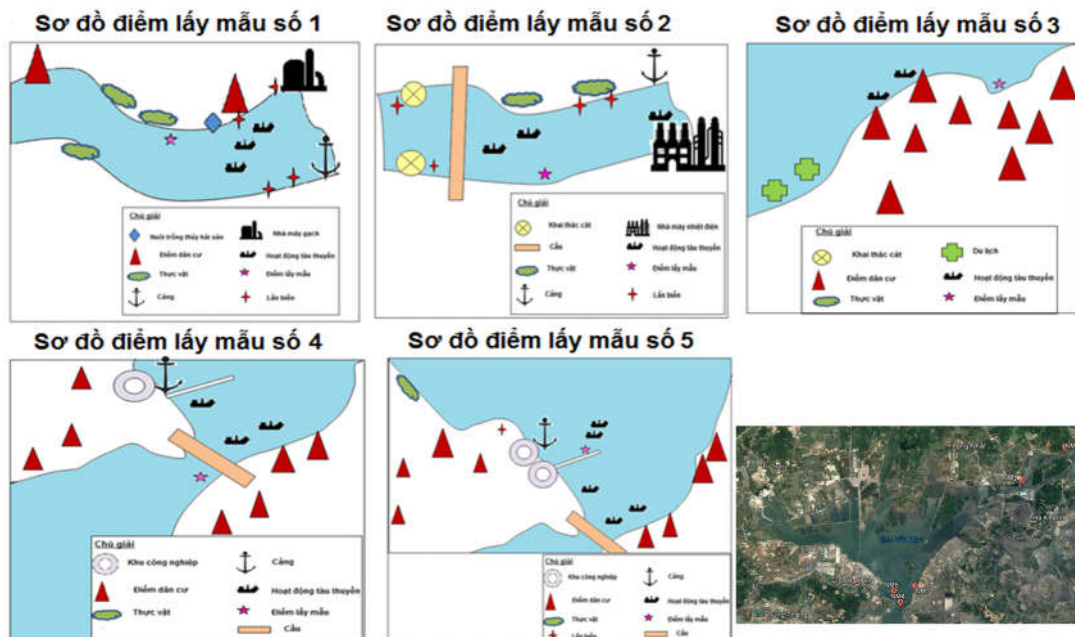 Sơ đồ điểm lấy mẫu số 1
Sơ đồ điểm lấy mẫu số 2
Sơ đồ điểm lấy mẫu số 3
Chú giải
Nuôi trồng thủy hải sản
Nhà máy gạch
Điểm dân cư
Hoạt động tàu thuyền
Thực vật
Điểm lấy mẫu
Cảng
Lấn biển
Chú giải
Khai thác cát
Nhà máy nhiệt điện
Cầu
Hoạt động tàu thuyền
Thực vật
Điểm lấy mẫu
Cảng
Lấn biển
Chú giải
Khai thác cát
Du lịch
Điểm dân cư
Hoạt động tàu thuyền
Thực vật
Điểm lấy mẫu
Sơ đồ điểm lấy mẫu số 4
Sơ đồ điểm lấy mẫu số 5
Chú giải
Khu công nghiệp
Cảng
Điểm dân cư
Hoạt động tàu thuyền
Thực vật
Điểm lấy mẫu
Cầu
Chú giải
Khu công nghiệp
Cảng
Điểm dân cư
Hoạt động tàu thuyền
Thực vật
Điểm lấy mẫu
Lấn biển
Cầu
NM5
NM4